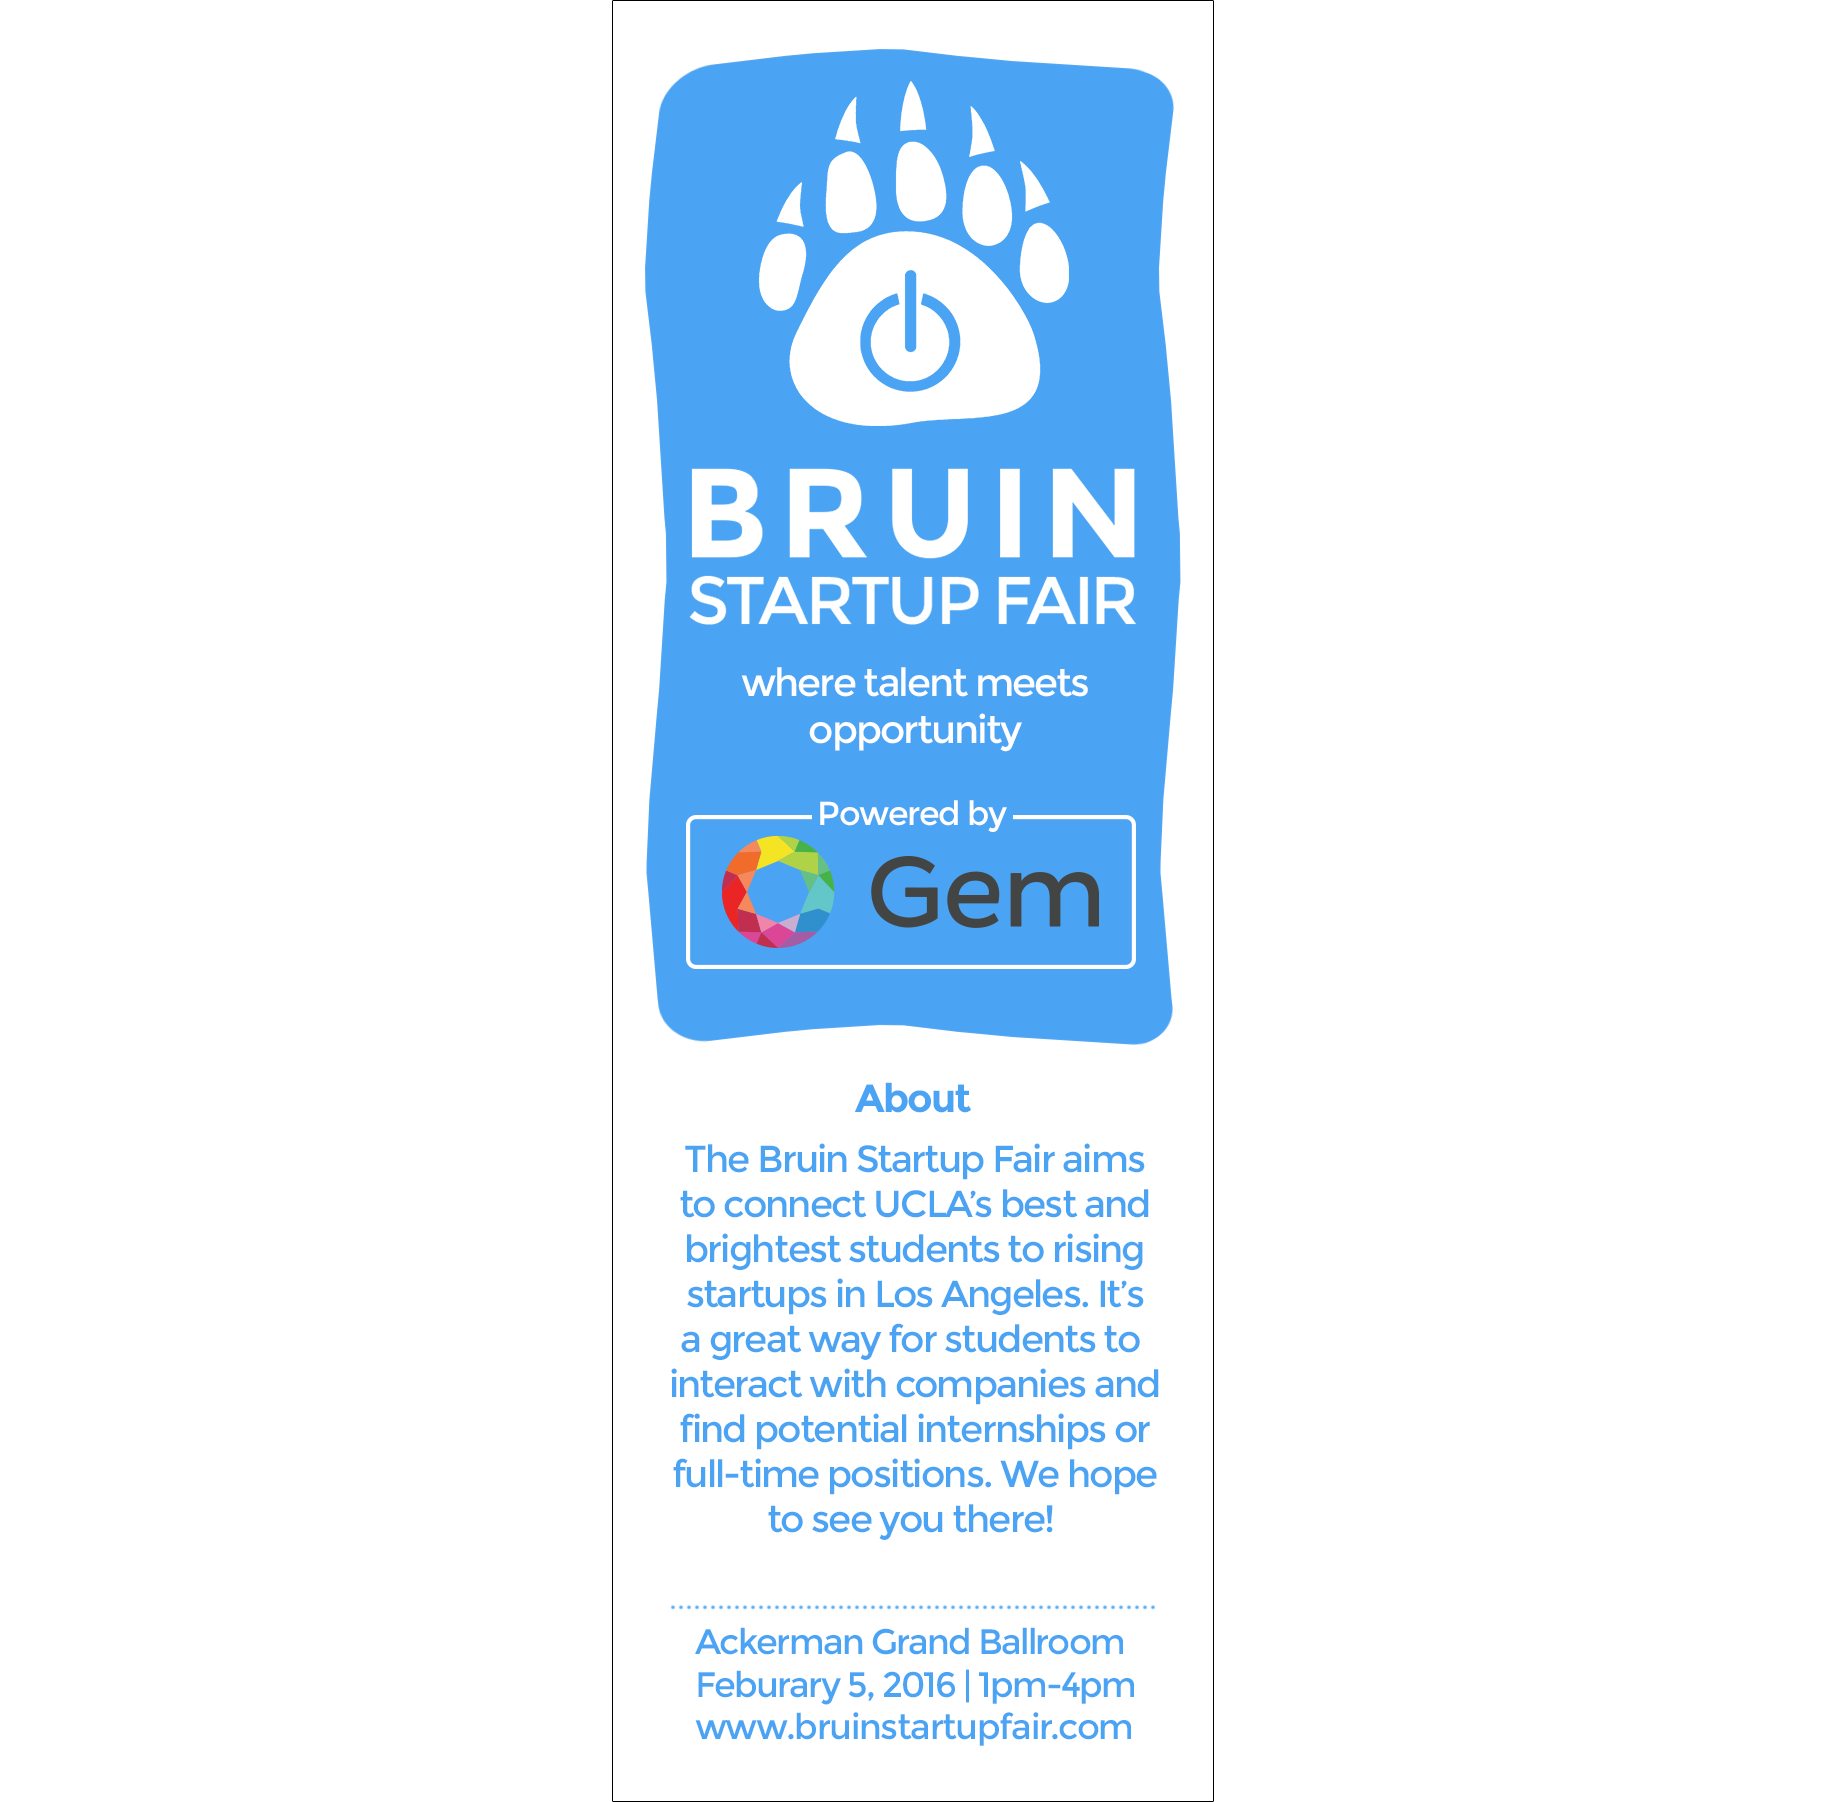 BRUIN
STARTUP FAIR
where talent meets
opportunity
Powered by
Gem
About
The Bruin Startup Fair aims
to connect UCLA’s best and
brightest students to rising
startups in Los Angeles. It’s
a great way for students to
interact with companies and
find potential internships or
full-time positions. We hope
to see you there!
Ackerman Grand Ballroom
Feburary 5, 2016 | 1pm-4pm
www.bruinstartupfair.com